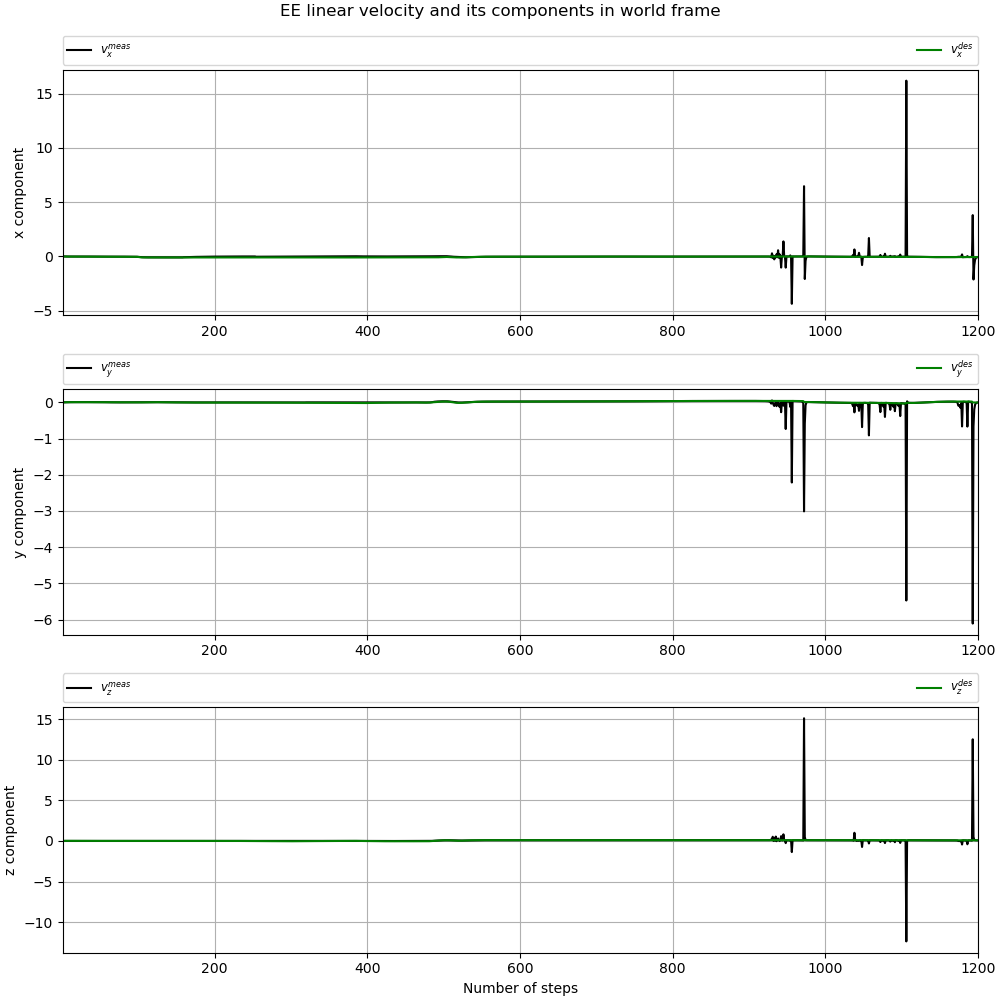 EE linear velocity and its components in world frame
v_x^{meas} v_x^{des}
15
10
5
0
−5
x component
200 400 600 800 1000 1200
v_y^{meas} v_y^{des}
0
−1
−2
−3
−4
−5
−6
y component
200 400 600 800 1000 1200
v_z^{meas} v_z^{des}
15
10
5
0
−5
−10
z component
200 400 600 800 1000 1200
Number of steps